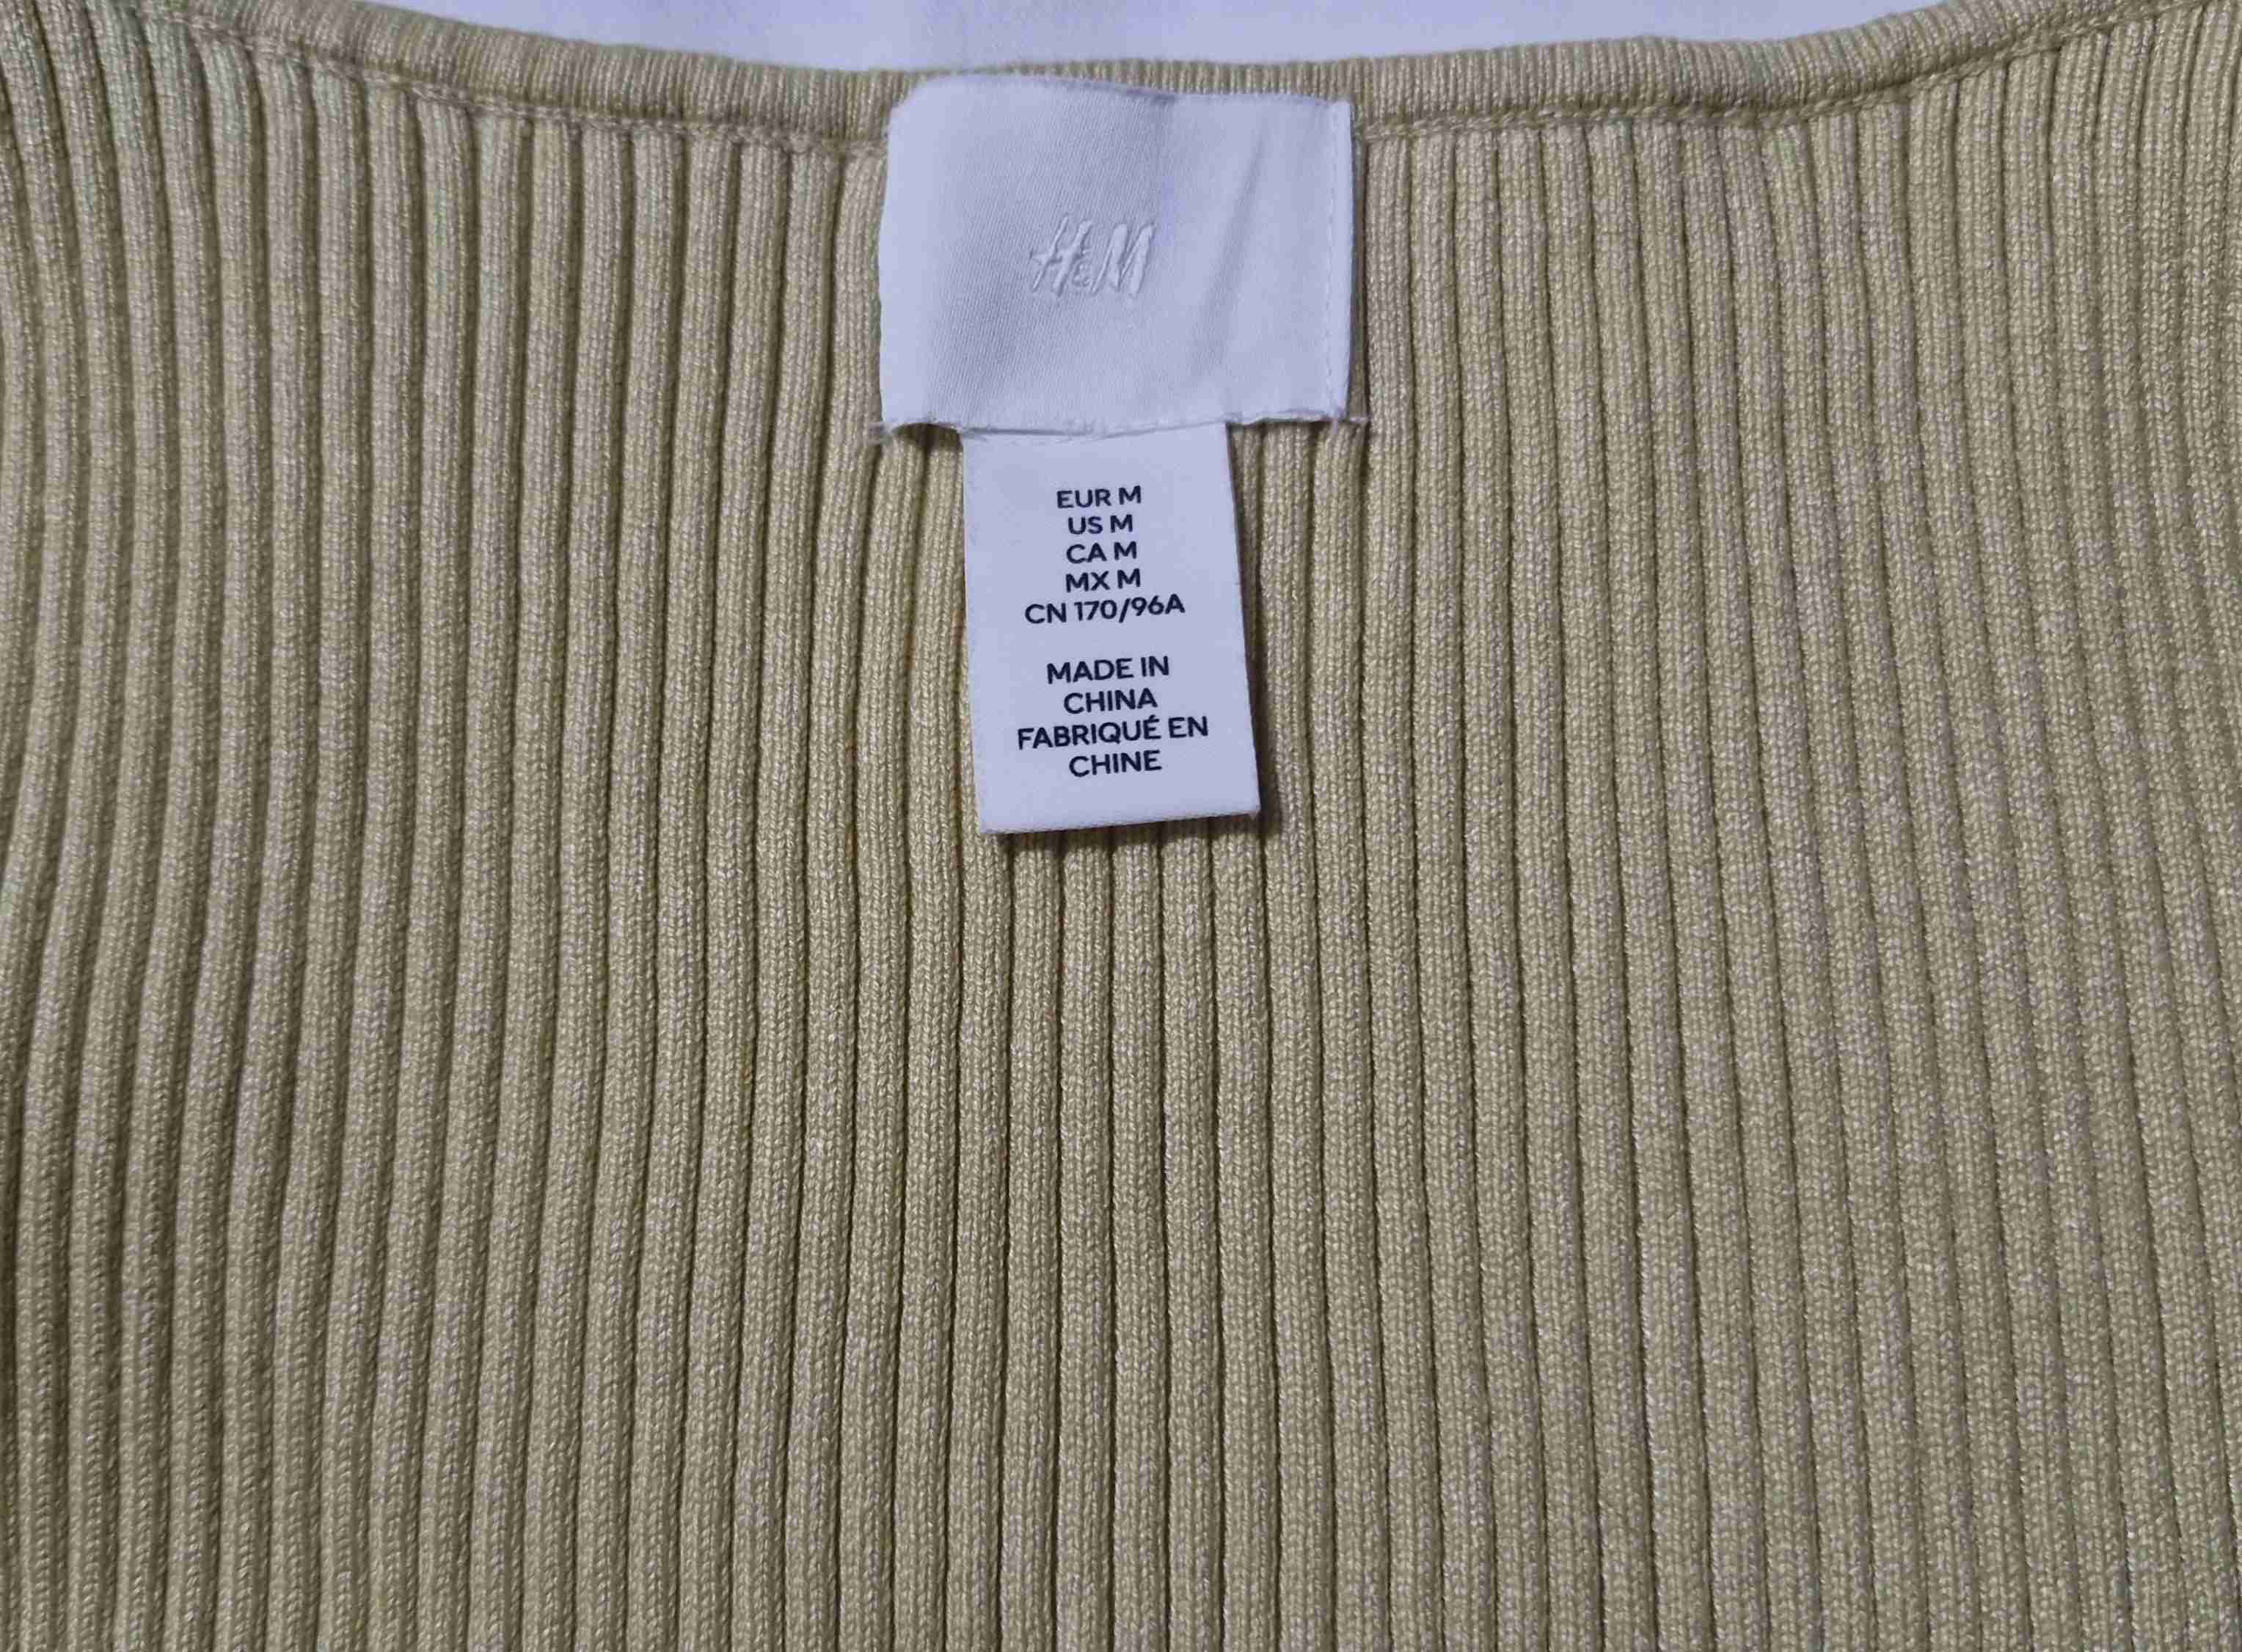 H&M
EUR M
US M
CA M
MX M
CN 170/96A
MADE IN
CHINA
FABRIQUÉ EN
CHINE